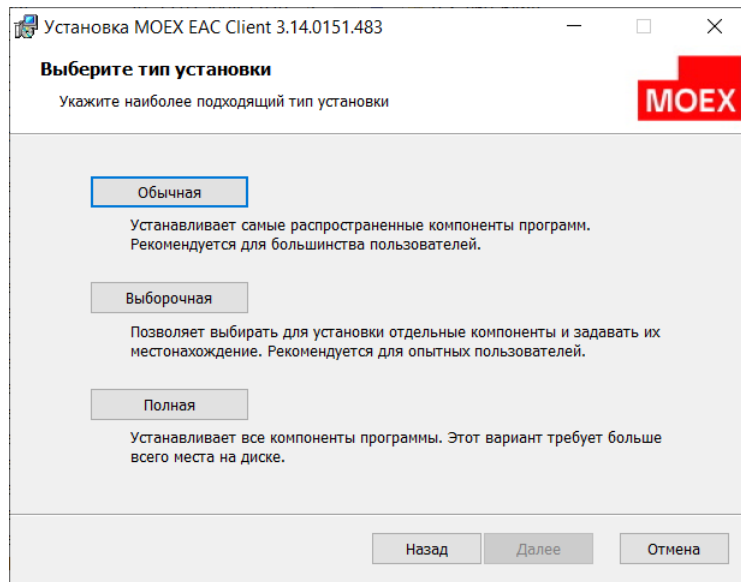 Установка MOEX EAC Client 3.14.0151.483
Выберите тип установки
Укажите наиболее подходящий тип установки
MOEX
Обычная
Устанавливает самые распространенные компоненты программ.
Рекомендуется для большинства пользователей.
Выборочная
Позволяет выбирать для установки отдельные компоненты и задавать их
местонахождение. Рекомендуется для опытных пользователей.
Полная
Устанавливает все компоненты программы. Этот вариант требует больше
всего места на диске.
Назад Далее Отмена